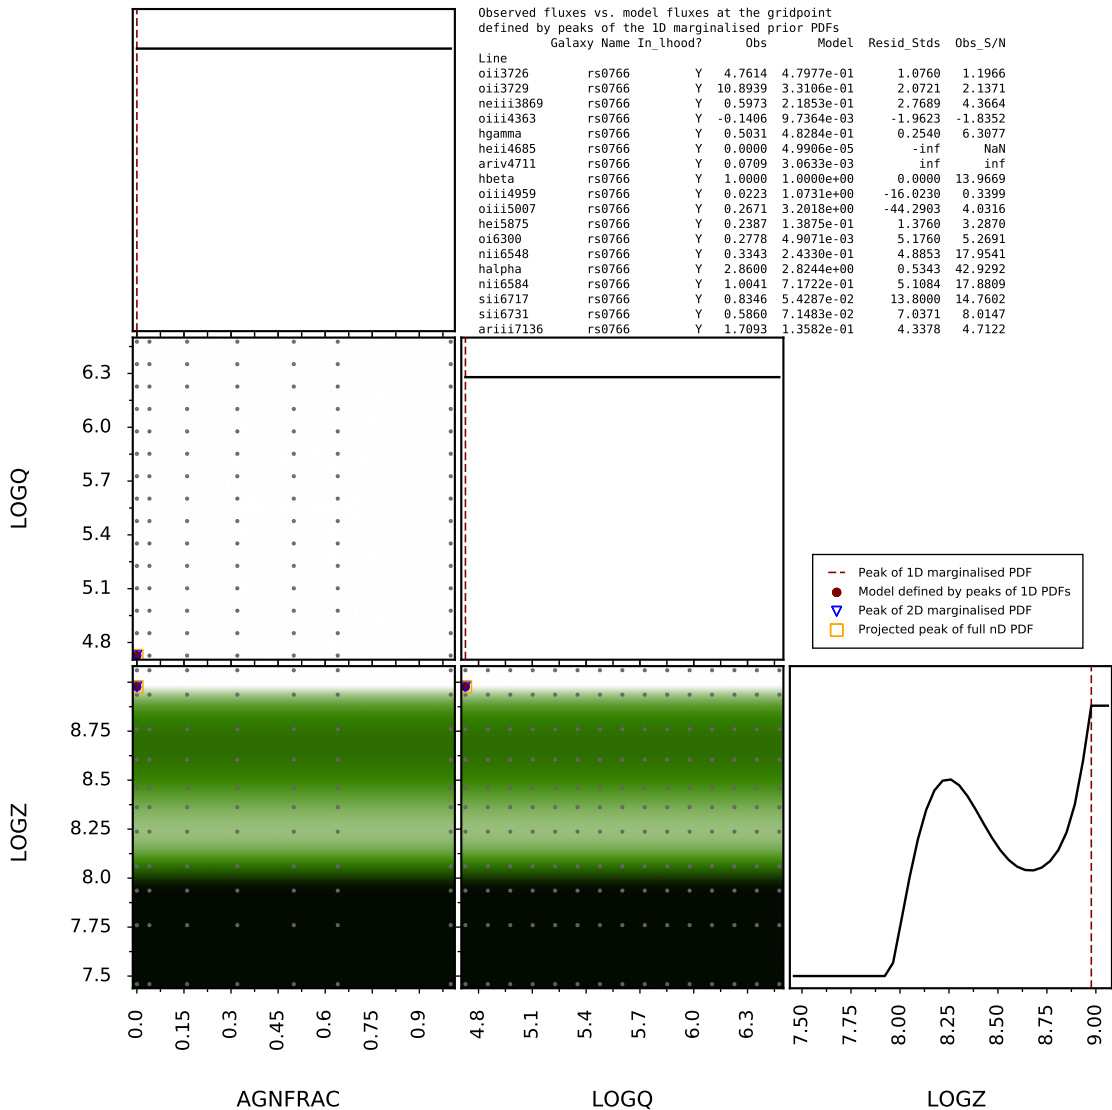 Observed fluxes vs. model fluxes at the gridpoint
defined by peaks of the 1D marginalised prior PDFs
Galaxy Name In_lhood? Obs Model Resid_Stds Obs_S/N
Line
oii3726 rs0766 Y 4.7614 4.7977e-01 1.0760 1.1966
oii3729 rs0766 Y 10.8939 3.3106e-01 2.0721 2.1371
neiii3869 rs0766 Y 0.5973 2.1853e-01 2.7689 4.3664
oiii4363 rs0766 Y -0.1406 9.7364e-03 -1.9623 -1.8352
hgamma rs0766 Y 0.5031 4.8284e-01 0.2540 6.3077
heii4685 rs0766 Y 0.0000 4.9906e-05 -inf NaN
ariv4711 rs0766 Y 0.0709 3.0633e-03 inf inf
hbeta rs0766 Y 1.0000 1.0000e+00 0.0000 13.9669
oiii4959 rs0766 Y 0.0223 1.0731e+00 -16.0230 0.3399
oiii5007 rs0766 Y 0.2671 3.2018e+00 -44.2903 4.0316
hei5875 rs0766 Y 0.2387 1.3875e-01 1.3760 3.2870
oi6300 rs0766 Y 0.2778 4.9071e-03 5.1760 5.2691
nii6548 rs0766 Y 0.3343 2.4330e-01 4.8853 17.9541
halpha rs0766 Y 2.8600 2.8244e+00 0.5343 42.9292
nii6584 rs0766 Y 1.0041 7.1722e-01 5.1084 17.8809
sii6717 rs0766 Y 0.8346 5.4287e-02 13.8000 14.7602
sii6731 rs0766 Y 0.5860 7.1483e-02 7.0371 8.0147
ariii7136 rs0766 Y 1.7093 1.3582e-01 4.3378 4.7122
6.3
6.0
5.7
5.4
5.1
4.8
LOGQ
Peak of 1D marginalised PDF
Model defined by peaks of 1D PDFs
Peak of 2D marginalised PDF
Projected peak of full nD PDF
8.75
8.5
8.25
8.0
7.75
7.5
LOGZ
0.0 0.15 0.3 0.45 0.6 0.75 0.9
4.8 5.1 5.4 5.7 6.0 6.3
7.50 7.75 8.00 8.25 8.50 8.75 9.00
AGNFRAC LOGQ LOGZ